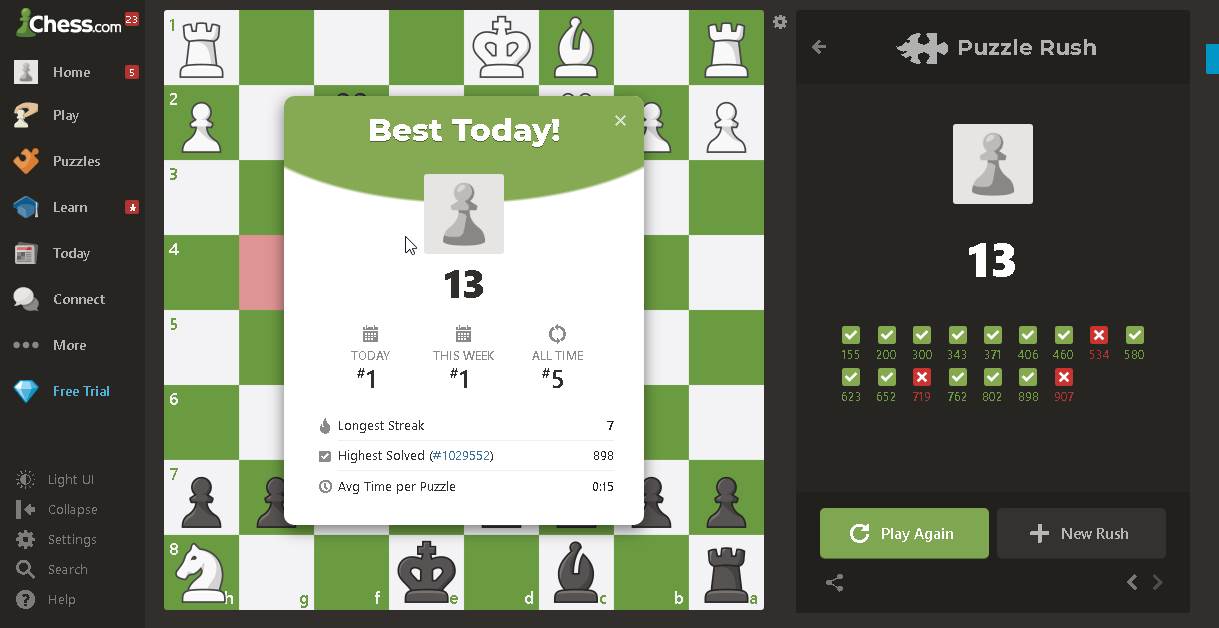 Chess.com 23
Home 5
Play
Puzzles
Learn
Today
Connect
More
Free Trial
Light UI
Collapse
Settings
Search
Help
1
2
3
4
5
6
7
8
h g f e d c b a
Best Today!
13
TODAY THIS WEEK ALL TIME
#1 #1 #5
Longest Streak 7
Highest Solved (#1029552) 898
Avg Time per Puzzle 0:15
Puzzle Rush
13
155 200 300 343 371 406 460 534 580
623 652 719 762 802 898 907
Play Again New Rush